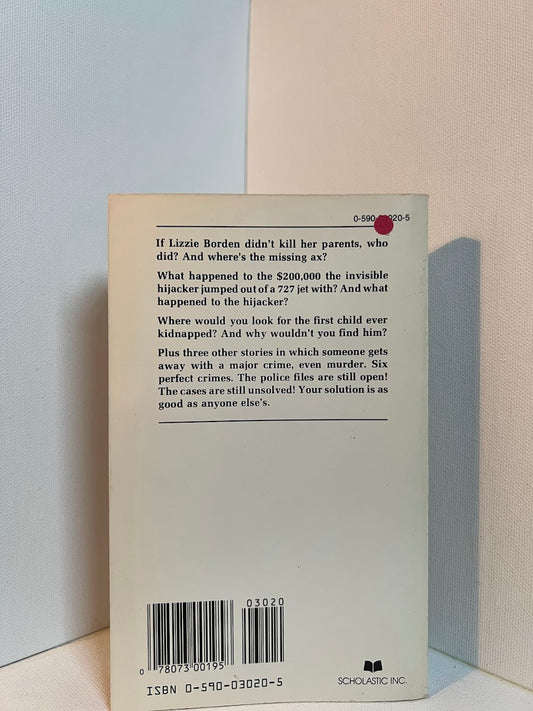 0-590- 020-5
If Lizzie Borden didn't kill her parents, who
did? And where's the missing ax?
What happened to the $200,000 the invisible
hijacker jumped out of a 727 jet with? And what
happened to the hijacker?
Where would you look for the first child ever
kidnapped? And why wouldn't you find him?
Plus three other stories in which someone gets
away with a major crime, even murder. Six
perfect crimes. The police files are still open!
The cases are still unsolved! Your solution is as
good as anyone else's.
03020
0 78073 00195
ISBN 0-590-03020-5
SCHOLASTIC INC.